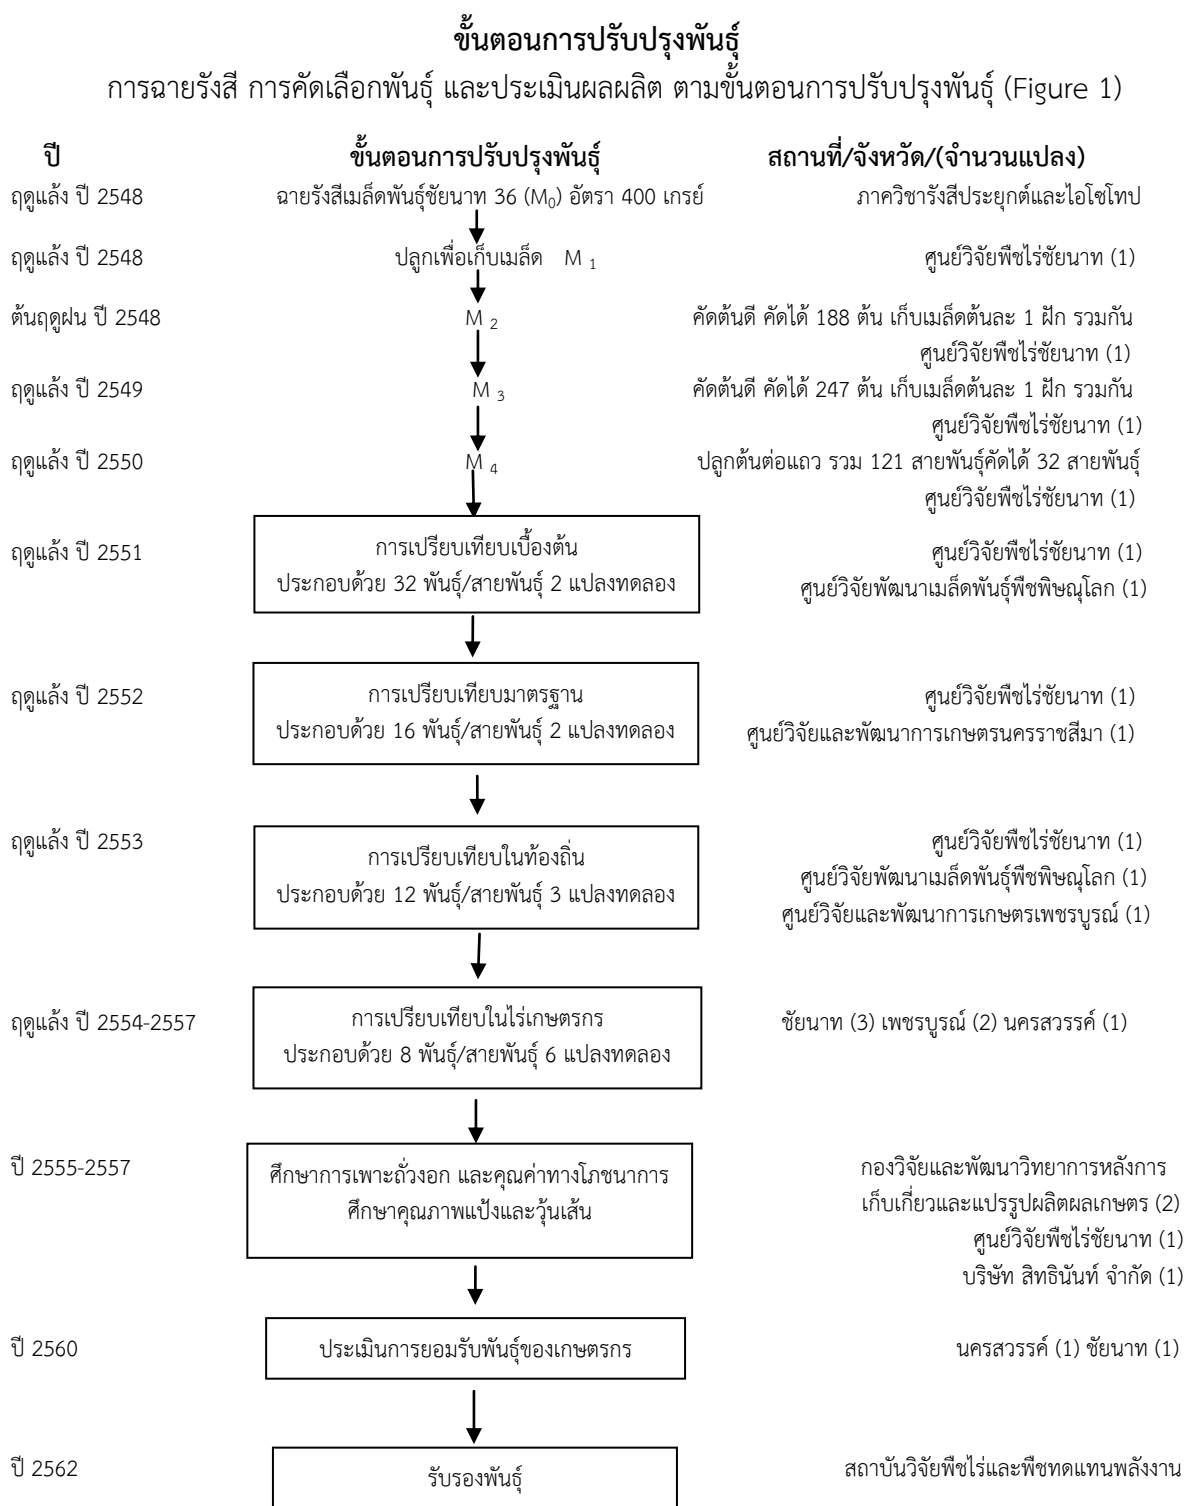 ขั้นตอนการปรับปรุงพันธุ์
การฉายรังสี การคัดเลือกพันธุ์ และประเมินผลผลิต ตามขั้นตอนการปรับปรุงพันธุ์ (Figure 1)
ปี ขั้นตอนการปรับปรุงพันธุ์ สถานที่/จังหวัด/(จำนวนแปลง)
ฤดูแล้ง ปี 2548 ฉายรังสีเมล็ดพันธุ์ชัยนาท 36 (M0) อัตรา 400 เกรย์ ภาควิชารังสีประยุกต์และไอโซโทป
ฤดูแล้ง ปี 2548 ปลูกเพื่อเก็บเมล็ด M 1 ศูนย์วิจัยพืชไร่ชัยนาท (1)
ต้นฤดูฝน ปี 2548 M 2 คัดต้นดี คัดได้ 188 ต้น เก็บเมล็ดต้นละ 1 ฝัก รวมกัน
ศูนย์วิจัยพืชไร่ชัยนาท (1)
ฤดูแล้ง ปี 2549 M 3 คัดต้นดี คัดได้ 247 ต้น เก็บเมล็ดต้นละ 1 ฝัก รวมกัน
ศูนย์วิจัยพืชไร่ชัยนาท (1)
ฤดูแล้ง ปี 2550 M 4 ปลูกต้นต่อแถว รวม 121 สายพันธุ์คัดได้ 32 สายพันธุ์
ศูนย์วิจัยพืชไร่ชัยนาท (1)
ฤดูแล้ง ปี 2551 การเปรียบเทียบเบื้องต้น ศูนย์วิจัยพืชไร่ชัยนาท (1)
ประกอบด้วย 32 พันธุ์/สายพันธุ์ 2 แปลงทดลอง ศูนย์วิจัยพัฒนาเมล็ดพันธุ์พืชพิษณุโลก (1)
ฤดูแล้ง ปี 2552 การเปรียบเทียบมาตรฐาน ศูนย์วิจัยพืชไร่ชัยนาท (1)
ประกอบด้วย 16 พันธุ์/สายพันธุ์ 2 แปลงทดลอง ศูนย์วิจัยและพัฒนาการเกษตรนครราชสีมา (1)
ฤดูแล้ง ปี 2553 การเปรียบเทียบในท้องถิ่น ศูนย์วิจัยพืชไร่ชัยนาท (1)
ประกอบด้วย 12 พันธุ์/สายพันธุ์ 3 แปลงทดลอง ศูนย์วิจัยพัฒนาเมล็ดพันธุ์พืชพิษณุโลก (1)
ศูนย์วิจัยและพัฒนาการเกษตรเพชรบูรณ์ (1)
ฤดูแล้ง ปี 2554-2557 การเปรียบเทียบในไร่เกษตรกร ชัยนาท (3) เพชรบูรณ์ (2) นครสวรรค์ (1)
ประกอบด้วย 8 พันธุ์/สายพันธุ์ 6 แปลงทดลอง
ปี 2555-2557 ศึกษาการเพาะถั่วงอก และคุณค่าทางโภชนาการ กองวิจัยและพัฒนาวิทยาการหลังการ
ศึกษาคุณภาพแป้งและวุ้นเส้น เก็บเกี่ยวและแปรรูปผลิตผลเกษตร (2)
ศูนย์วิจัยพืชไร่ชัยนาท (1)
บริษัท สิทธินันท์ จำกัด (1)
ปี 2560 ประเมินการยอมรับพันธุ์ของเกษตรกร นครสวรรค์ (1) ชัยนาท (1)
ปี 2562 รับรองพันธุ์ สถาบันวิจัยพืชไร่และพืชทดแทนพลังงาน